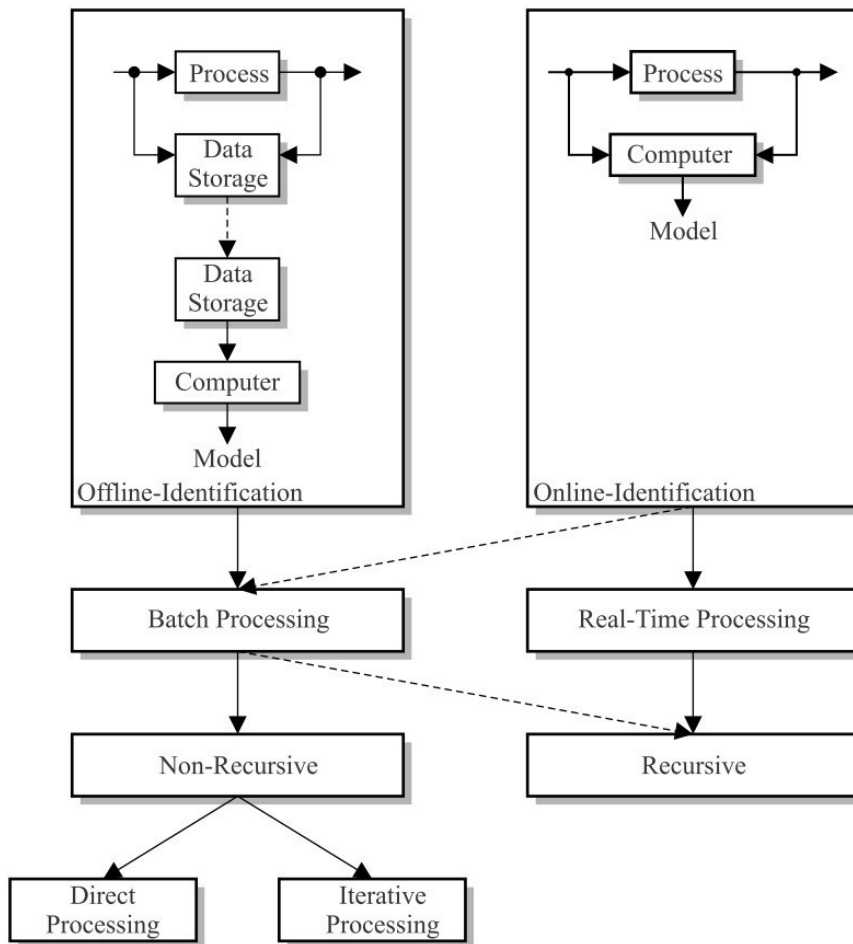 Process
Data
Storage
Data
Storage
Computer
Model
Offline-Identification
Process
Computer
Model
Online-Identification
Batch Processing
Real-Time Processing
Non-Recursive
Recursive
Direct
Processing
Iterative
Processing